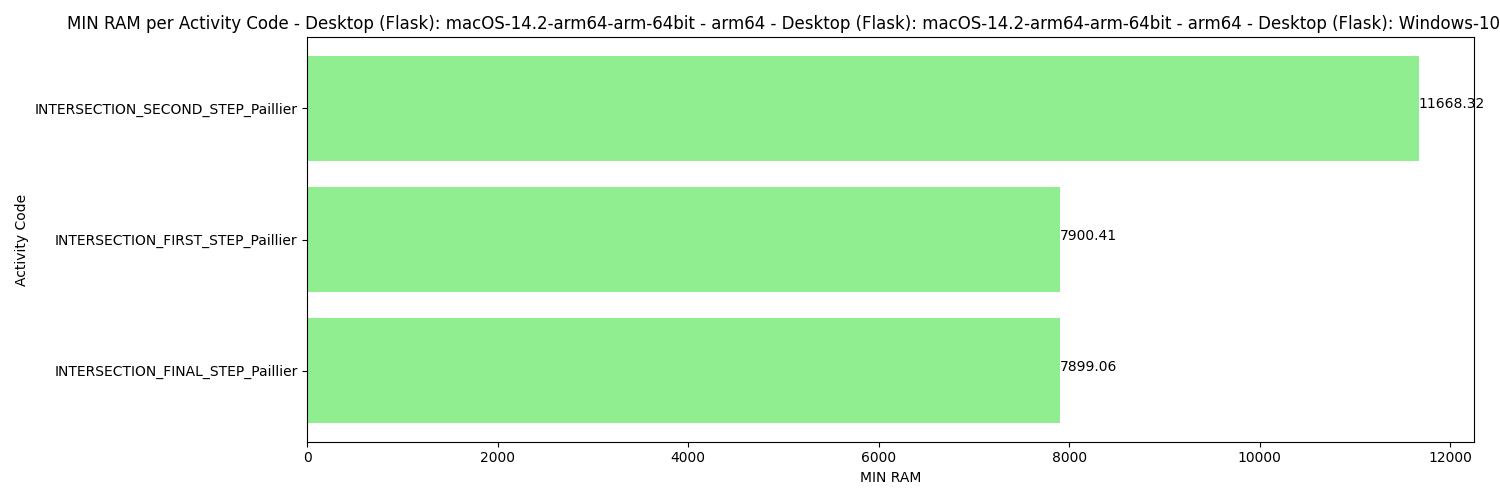 MIN RAM per Activity Code - Desktop (Flask): macOS-14.2-arm64-arm-64bit - arm64 - Desktop (Flask): macOS-14.2-arm64-arm-64bit - arm64 - Desktop (Flask): Windows-10
INTERSECTION_SECOND_STEP_Paillier
11668.32
INTERSECTION_FIRST_STEP_Paillier
7900.41
INTERSECTION_FINAL_STEP_Paillier
7899.06
Activity Code
0 2000 4000 6000 8000 10000 12000
MIN RAM